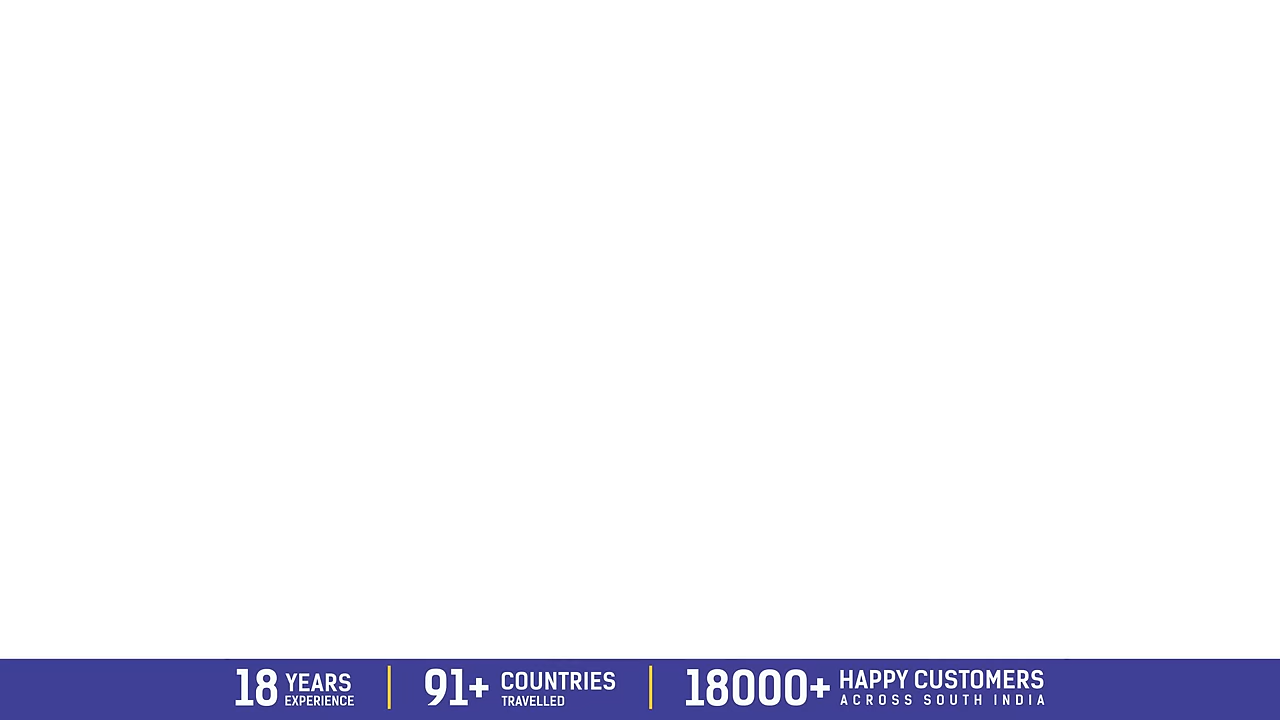 18 YEARS
EXPERIENCE
91+ COUNTRIES
TRAVELLED
18000+ HAPPY CUSTOMERS
ACROSS SOUTH INDIA